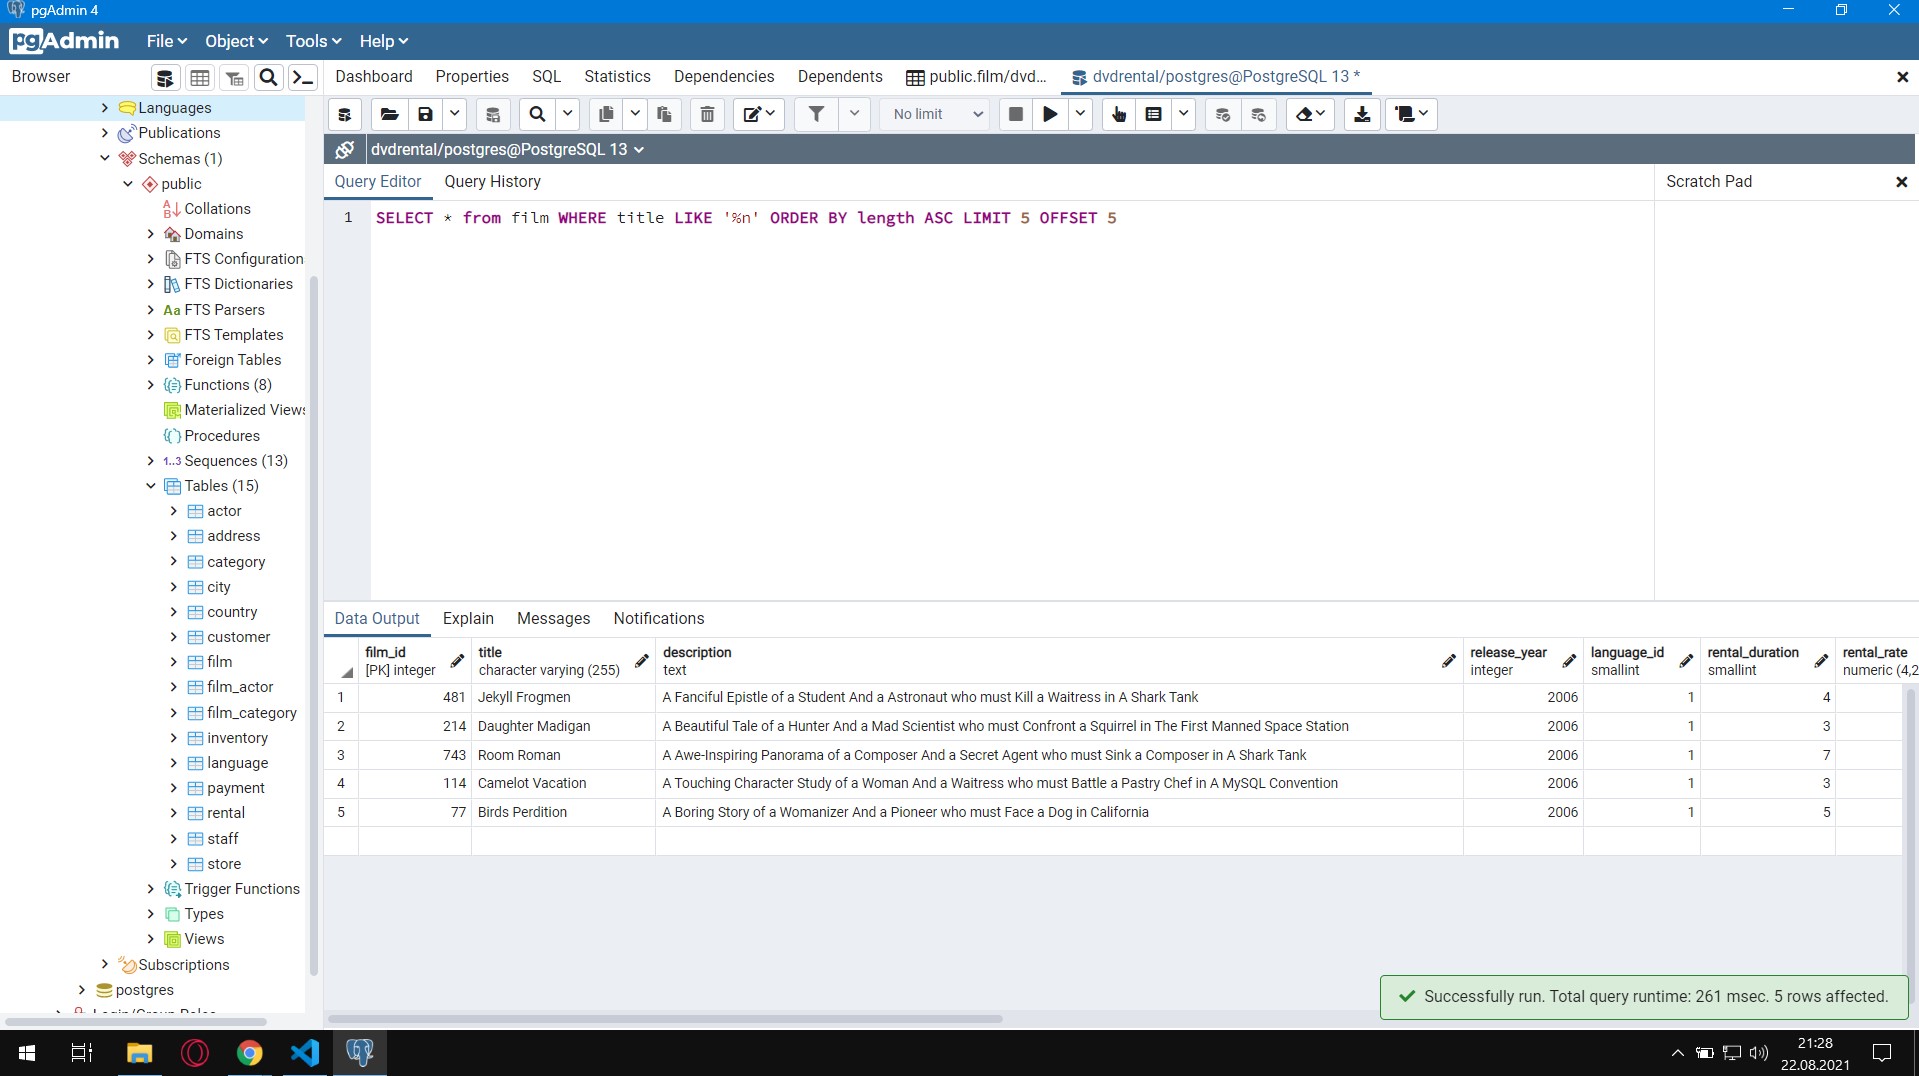 pgAdmin 4
pgAdmin File Object Tools Help
Browser
Dashboard Properties SQL Statistics Dependencies Dependents public.film/dvd... dvdrental/postgres@PostgreSQL 13 *
No limit
dvdrental/postgres@PostgreSQL 13
Query Editor Query History
Scratch Pad
1 SELECT * from film WHERE title LIKE '%n' ORDER BY length ASC LIMIT 5 OFFSET 5
Languages
Publications
Schemas (1)
public
Collations
Domains
FTS Configuration
FTS Dictionaries
Aa FTS Parsers
FTS Templates
Foreign Tables
Functions (8)
Materialized Views
Procedures
1..3 Sequences (13)
Tables (15)
actor
address
category
city
country
customer
film
film_actor
film_category
inventory
language
payment
rental
staff
store
Trigger Functions
Types
Views
Subscriptions
postgres
Login/Group Roles
Data Output Explain Messages Notifications
film_id title description release_year language_id rental_duration rental_rate
[PK] integer character varying (255) text integer smallint smallint numeric (4,2
1 481 Jekyll Frogmen A Fanciful Epistle of a Student And a Astronaut who must Kill a Waitress in A Shark Tank 2006 1 4
2 214 Daughter Madigan A Beautiful Tale of a Hunter And a Mad Scientist who must Confront a Squirrel in The First Manned Space Station 2006 1 3
3 743 Room Roman A Awe-Inspiring Panorama of a Composer And a Secret Agent who must Sink a Composer in A Shark Tank 2006 1 7
4 114 Camelot Vacation A Touching Character Study of a Woman And a Waitress who must Battle a Pastry Chef in A MySQL Convention 2006 1 3
5 77 Birds Perdition A Boring Story of a Womanizer And a Pioneer who must Face a Dog in California 2006 1 5
Successfully run. Total query runtime: 261 msec. 5 rows affected.
21:28
22.08.2021